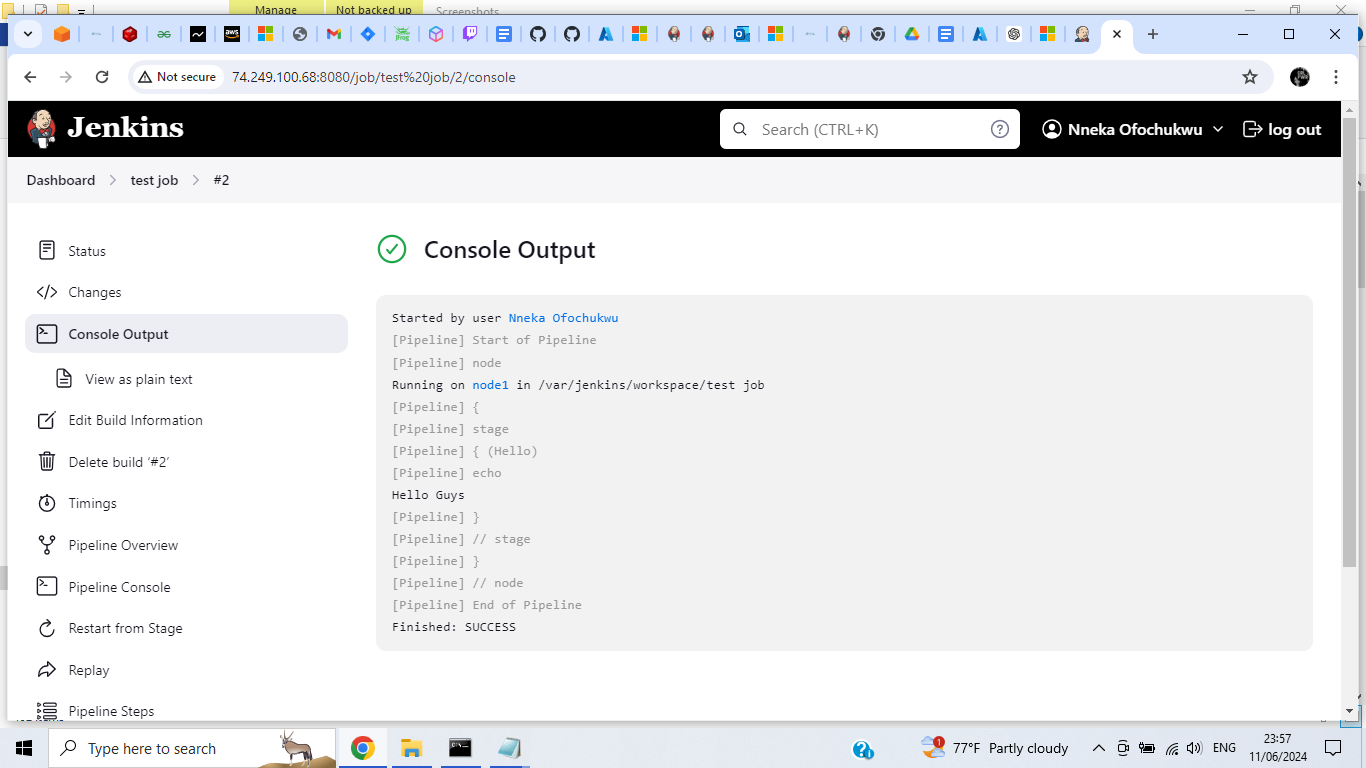 Manage
Not backed up
Screenshots
aws
Not secure
74.249.100.68:8080/job/test%20job/2/console
Jenkins
Search (CTRL+K)
Nneka Ofochukwu
log out
Dashboard
test job
#2
Status
Changes
Console Output
View as plain text
Edit Build Information
Delete build ‘#2’
Timings
Pipeline Overview
Pipeline Console
Restart from Stage
Replay
Pipeline Steps
Console Output
Started by user Nneka Ofochukwu
[Pipeline] Start of Pipeline
[Pipeline] node
Running on node1 in /var/jenkins/workspace/test job
[Pipeline] {
[Pipeline] stage
[Pipeline] { (Hello)
[Pipeline] echo
Hello Guys
[Pipeline] }
[Pipeline] // stage
[Pipeline] }
[Pipeline] // node
[Pipeline] End of Pipeline
Finished: SUCCESS
Type here to search
1
77°F Partly cloudy
ENG
23:57
11/06/2024